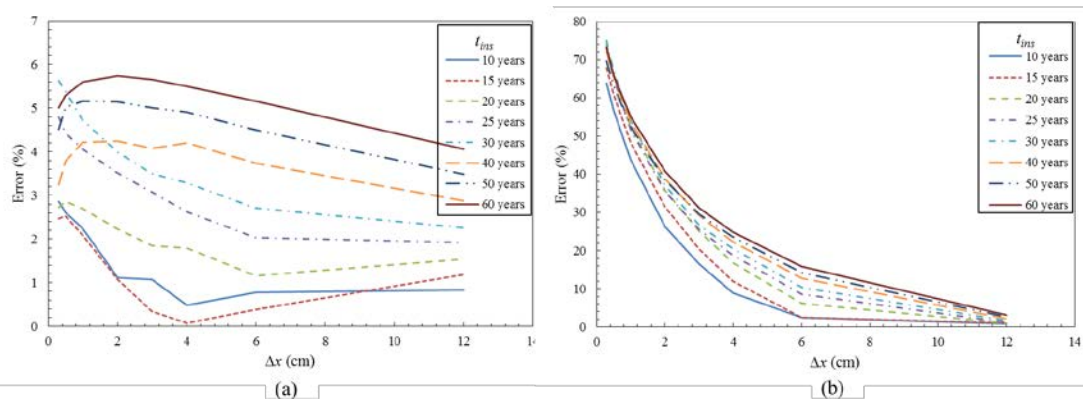 7
6
5
4
3
2
1
0
Error (%)
0 2 4 6 8 10 12 14
Δx (cm)
t_ins
10 years
15 years
20 years
25 years
30 years
40 years
50 years
60 years
(a)
80
70
60
50
40
30
20
10
0
Error (%)
0 2 4 6 8 10 12 14
Δx (cm)
t_ins
10 years
15 years
20 years
25 years
30 years
40 years
50 years
60 years
(b)